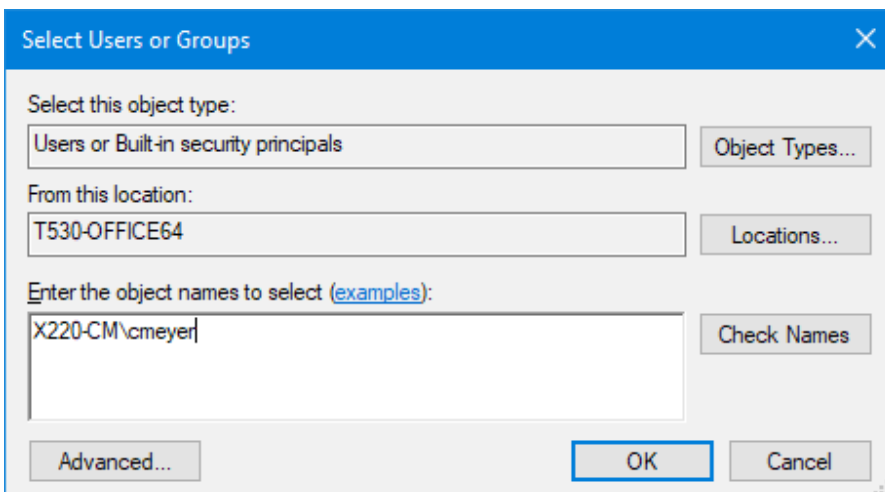 Select Users or Groups
Select this object type:
Users or Built-in security principals
Object Types...
From this location:
T530-OFFICE64
Locations...
Enter the object names to select (examples):
X220-CM\cmeyer
Check Names
Advanced...
OK
Cancel